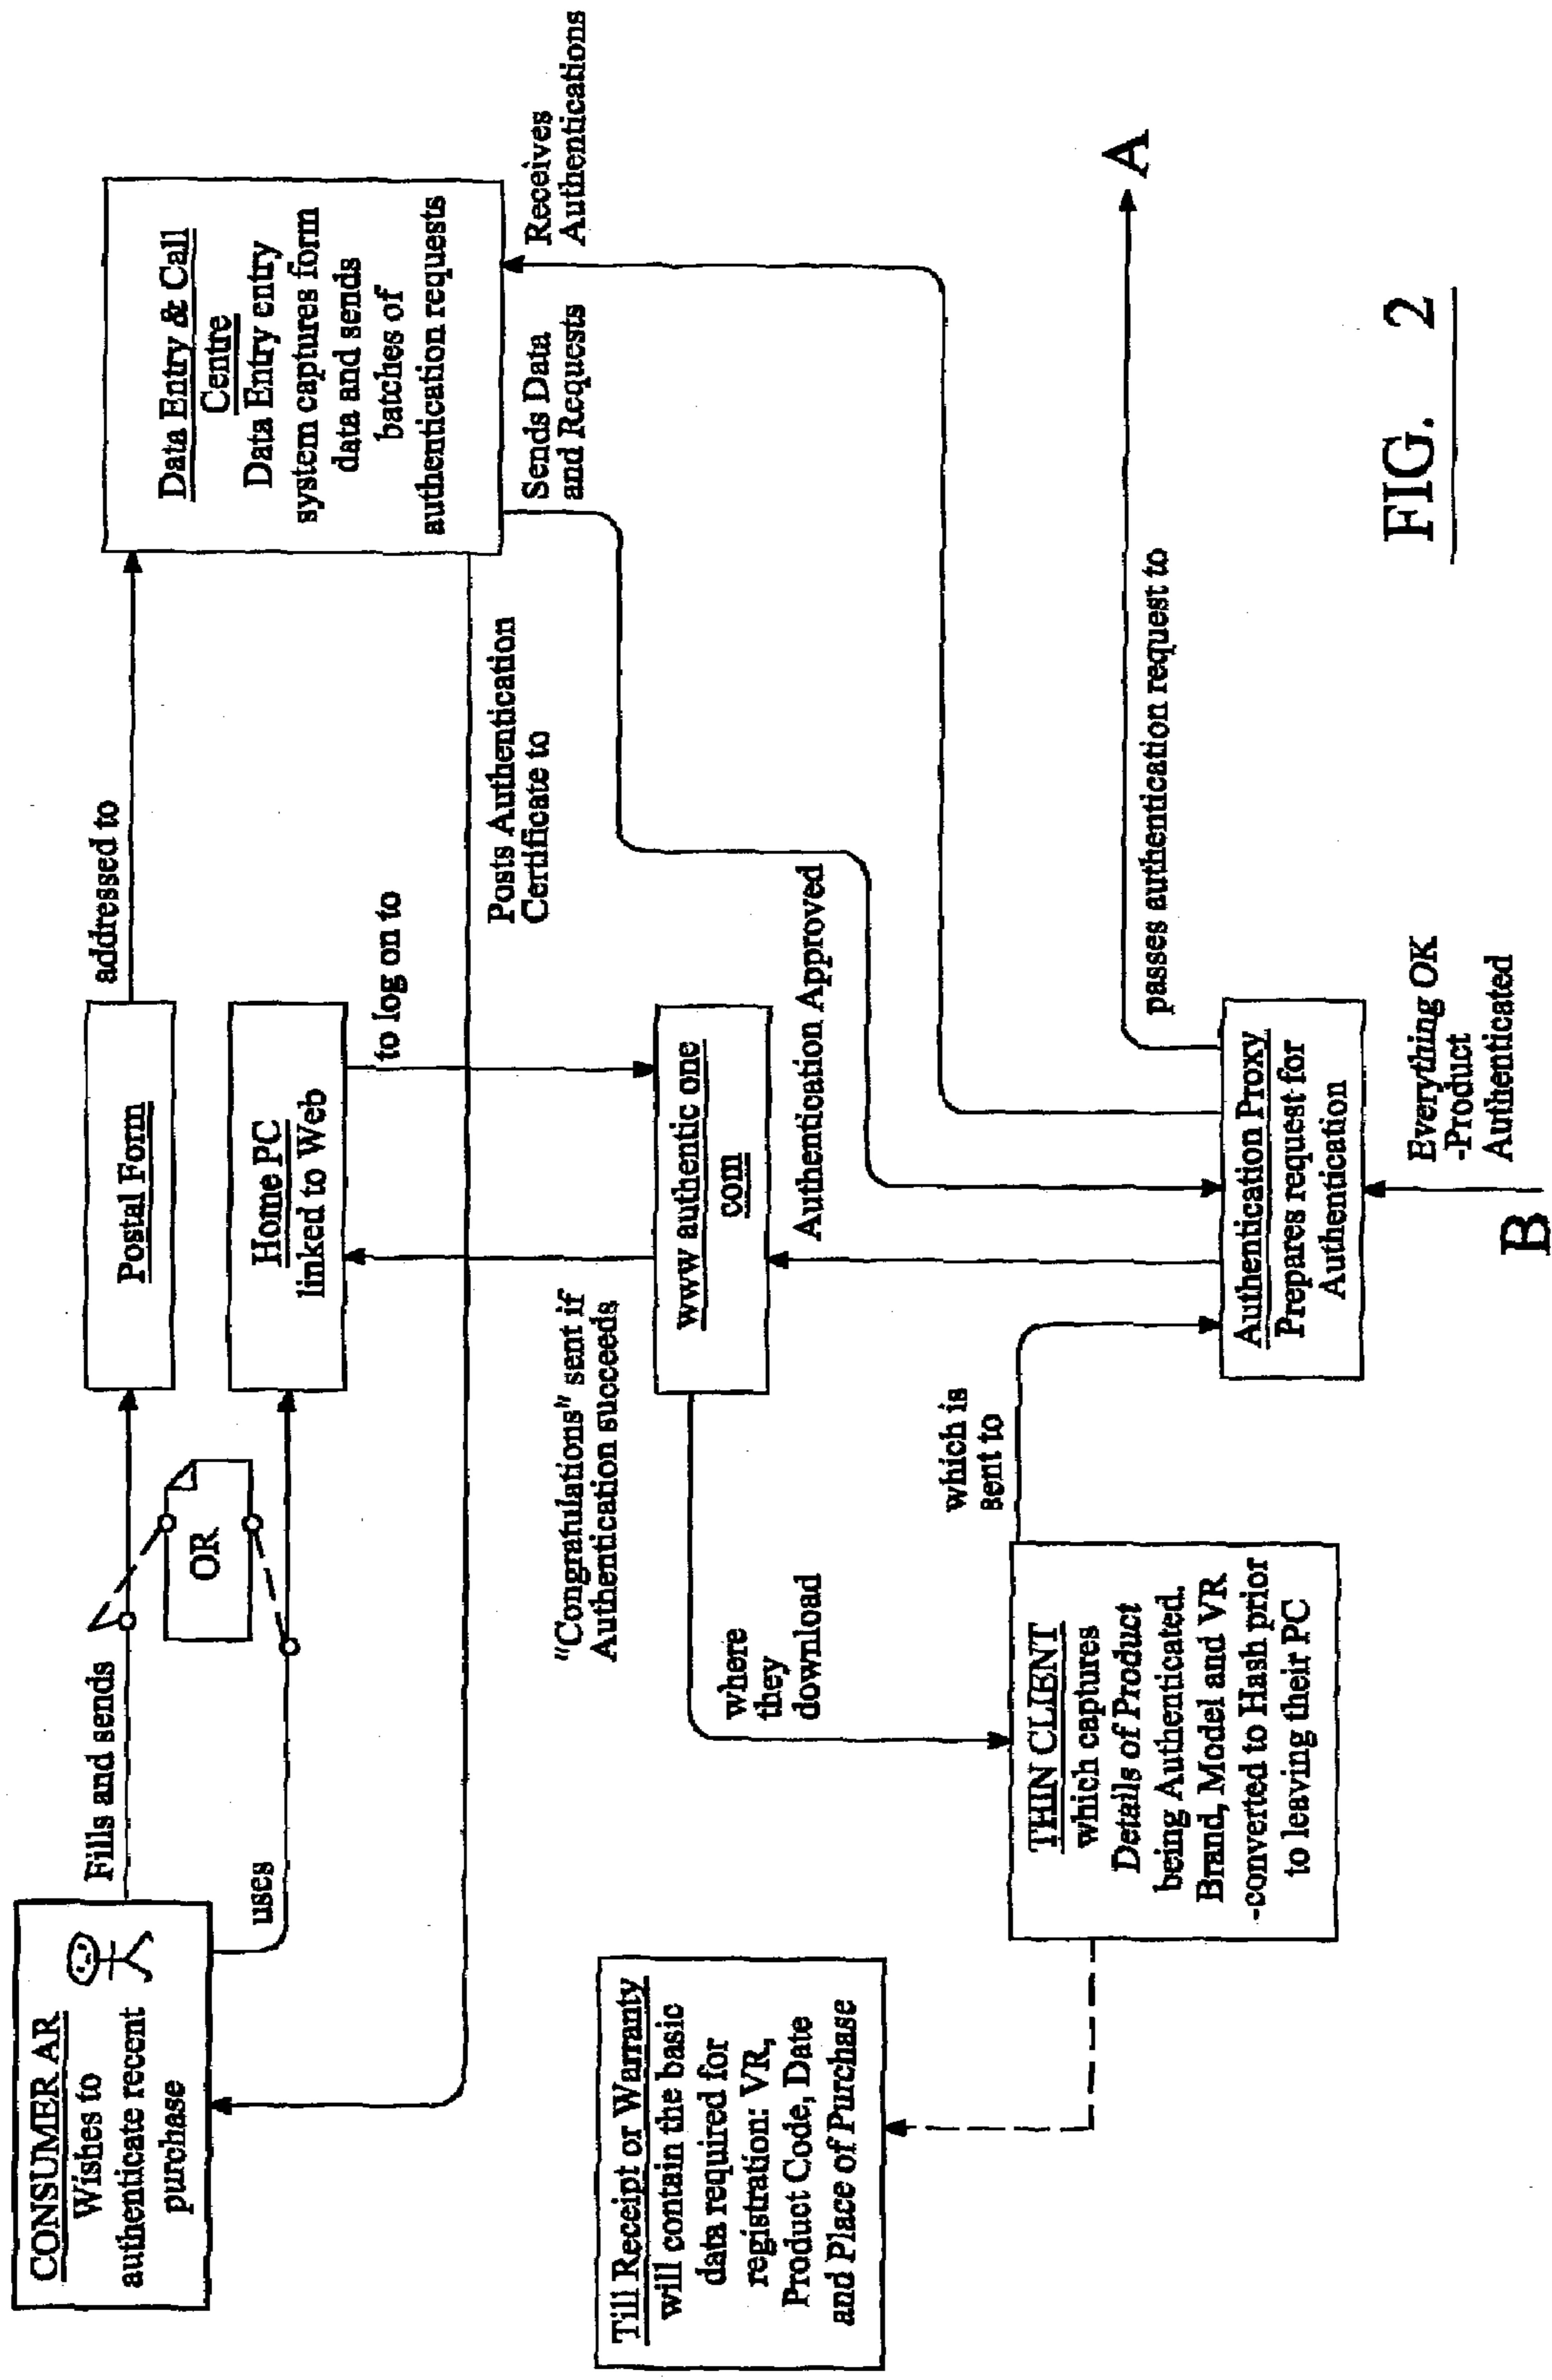 CONSUMER AR
Wishes to
authenticate recent
purchase
Fills and sends
uses
OR
Postal Form
addressed to
Home PC
linked to Web
to log on to
Data Entry & Call
Centre
Data Entry entry
system captures form
data and sends
batches of
authentication requests
Posts Authentication
Certificate to
Sends Data
and Requests
Receives
Authentications
"Congratulations" sent if
Authentication succeeds
www authentic one
com
Authentication Approved
where
they
download
Till Receipt or Warranty
will contain the basic
data required for
registration: VR,
Product Code, Date
and Place of Purchase
THIN CLIENT
which captures
Details of Product
being Authenticated.
Brand, Model and VR
-converted to Hash prior
to leaving their PC
which is
sent to
Authentication Proxy
Prepares request for
Authentication
passes authentication request to
A
B
Everything OK
-Product
Authenticated
FIG. 2